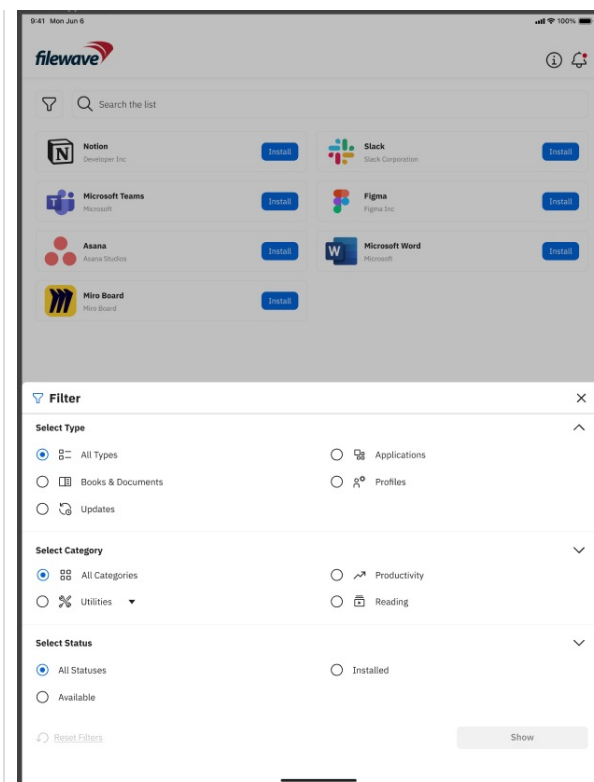 9:41 Mon Jun 6
100%
filewave
Search the list
Notion
Developer Inc
Install
Slack
Slack Corporation
Install
Microsoft Teams
Microsoft
Install
Figma
Figma Inc
Install
Asana
Asana Studios
Install
Microsoft Word
Microsoft
Install
Miro Board
Miro Board
Install
Filter
Select Type
All Types
Applications
Books & Documents
Profiles
Updates
Select Category
All Categories
Productivity
Utilities
Reading
Select Status
All Statuses
Installed
Available
Reset Filters
Show